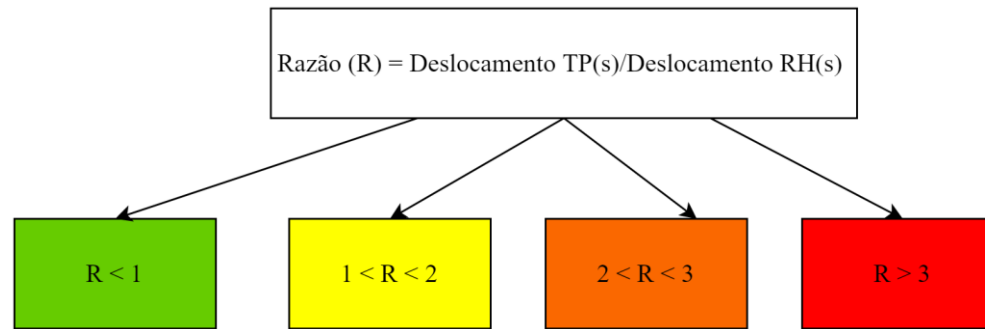 Razão (R) = Deslocamento TP(s)/Deslocamento RH(s)
R < 1
1 < R < 2
2 < R < 3
R > 3